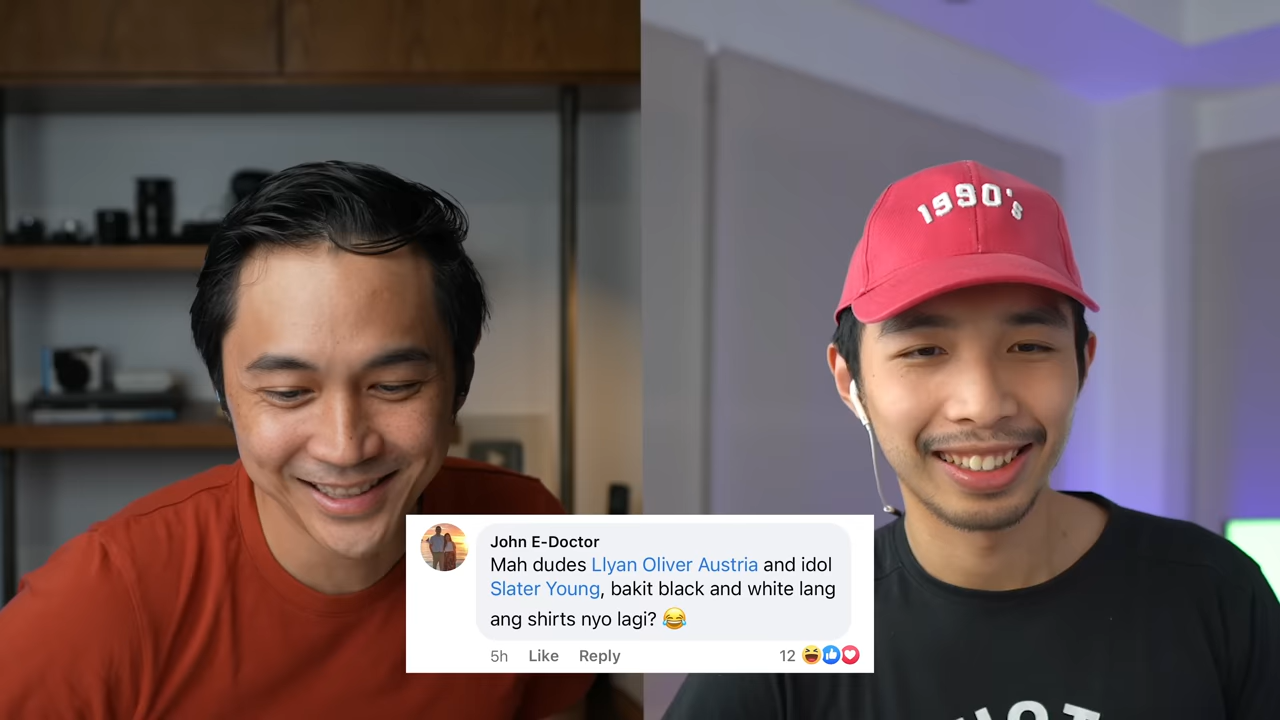 1990's
John E-Doctor
Mah dudes Llyan Oliver Austria and idol
Slater Young, bakit black and white lang
ang shirts nyo lagi? 😂
5h Like Reply 12